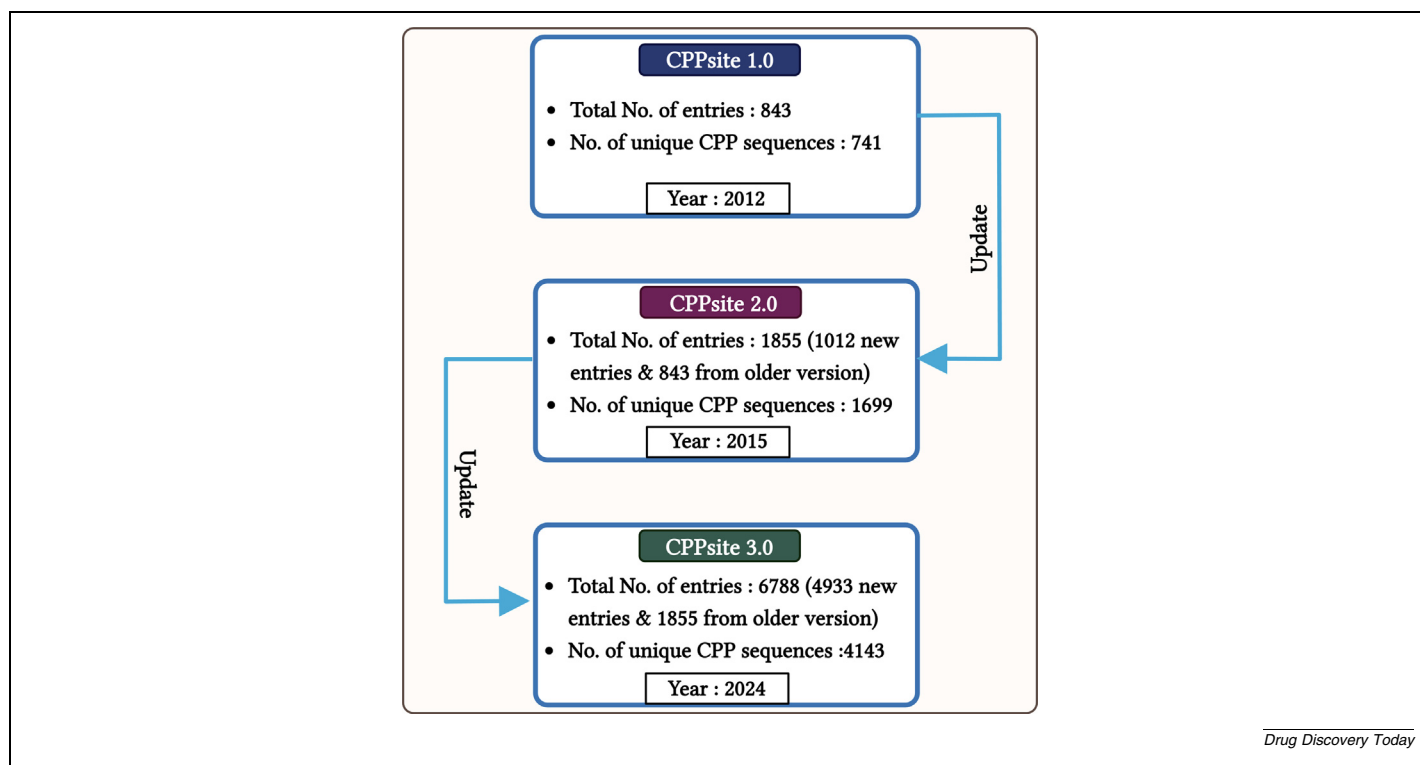 CPPsite 1.0
• Total No. of entries : 843
• No. of unique CPP sequences : 741
Year : 2012
Update
CPPsite 2.0
• Total No. of entries : 1855 (1012 new
entries & 843 from older version)
• No. of unique CPP sequences : 1699
Year : 2015
Update
CPPsite 3.0
• Total No. of entries : 6788 (4933 new
entries & 1855 from older version)
• No. of unique CPP sequences :4143
Year : 2024
Drug Discovery Today